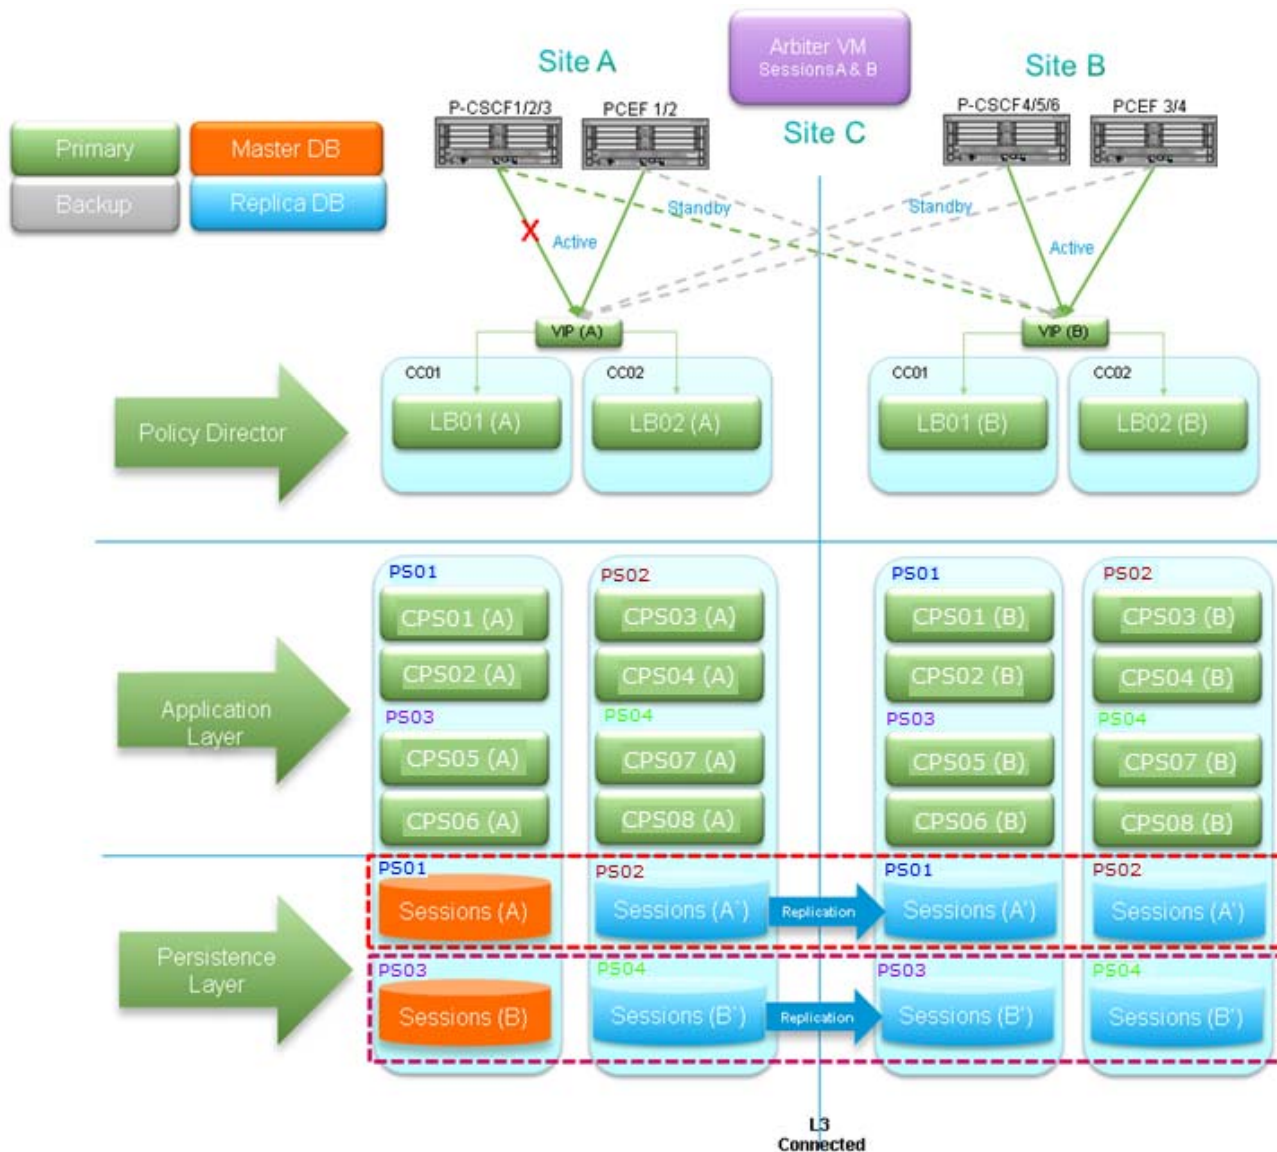 Arbiter VM
SessionsA & B
Site A
Site B
Site C
P-CSCF1/2/3
PCEF 1/2
P-CSCF4/5/6
PCEF 3/4
Primary
Master DB
Backup
Replica DB
Standby
Standby
X
Active
Active
VIP (A)
VIP (B)
CC01
CC02
CC01
CC02
LB01 (A)
LB02 (A)
LB01 (B)
LB02 (B)
Policy Director
PS01
PS02
PS01
PS02
CPS01 (A)
CPS03 (A)
CPS01 (B)
CPS03 (B)
CPS02 (A)
CPS04 (A)
CPS02 (B)
CPS04 (B)
Application
Layer
PS03
PS04
PS03
PS04
CPS05 (A)
CPS07 (A)
CPS05 (B)
CPS07 (B)
CPS06 (A)
CPS08 (A)
CPS06 (B)
CPS08 (B)
PS01
PS02
PS01
PS02
Sessions (A)
Sessions (A')
Replication
Sessions (A')
Sessions (A')
Persistence
Layer
PS03
PS04
PS03
PS04
Sessions (B)
Sessions (B')
Replication
Sessions (B')
Sessions (B')
L3
Connected